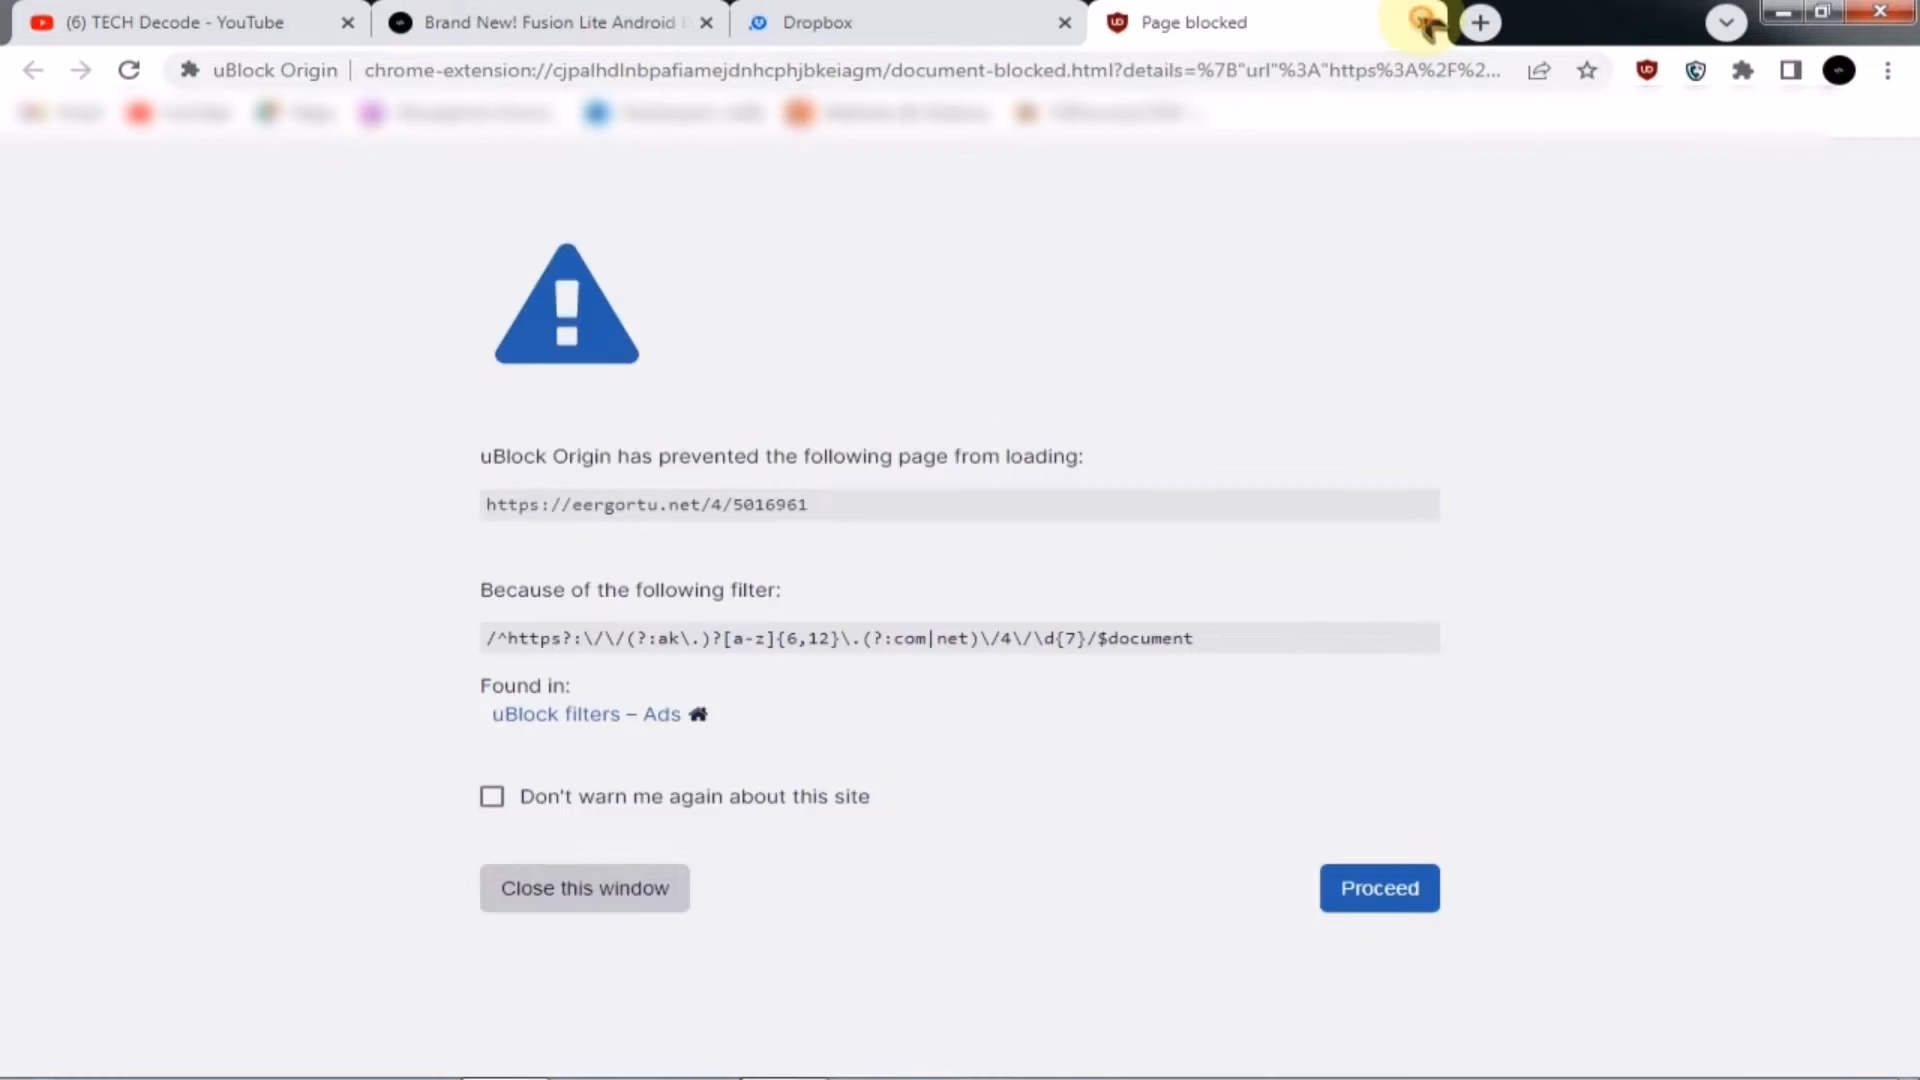 (6) TECH Decode - YouTube
Brand New! Fusion Lite Android
Dropbox
Page blocked
uBlock Origin
chrome-extension://cjpalhdlnbpafiamejdnhcphjbkeiagm/document-blocked.html?details=%7B"url"%3A"https%3A%2F%2...
uBlock Origin has prevented the following page from loading:
https://eergortu.net/4/5016961
Because of the following filter:
/^https?:\/\/(?:ak\.)?[a-z]{6,12}\.(?:com|net)\/4\/\d{7}/$document
Found in:
uBlock filters – Ads
Don't warn me again about this site
Close this window
Proceed